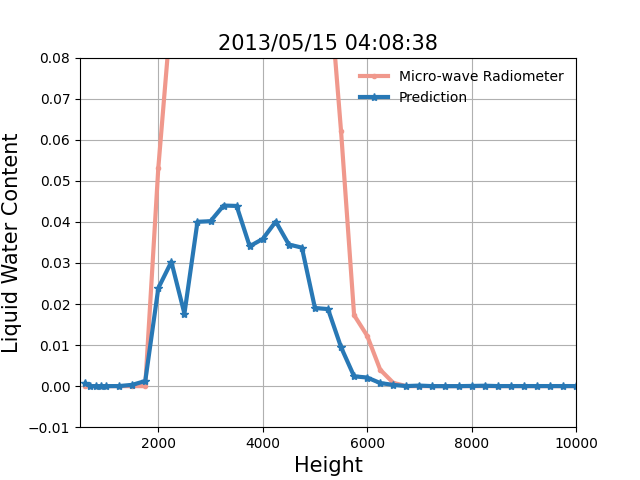 2013/05/15 04:08:38
Micro-wave Radiometer
Prediction
Liquid Water Content
0.08
0.07
0.06
0.05
0.04
0.03
0.02
0.01
0.00
−0.01
2000 4000 6000 8000 10000
Height